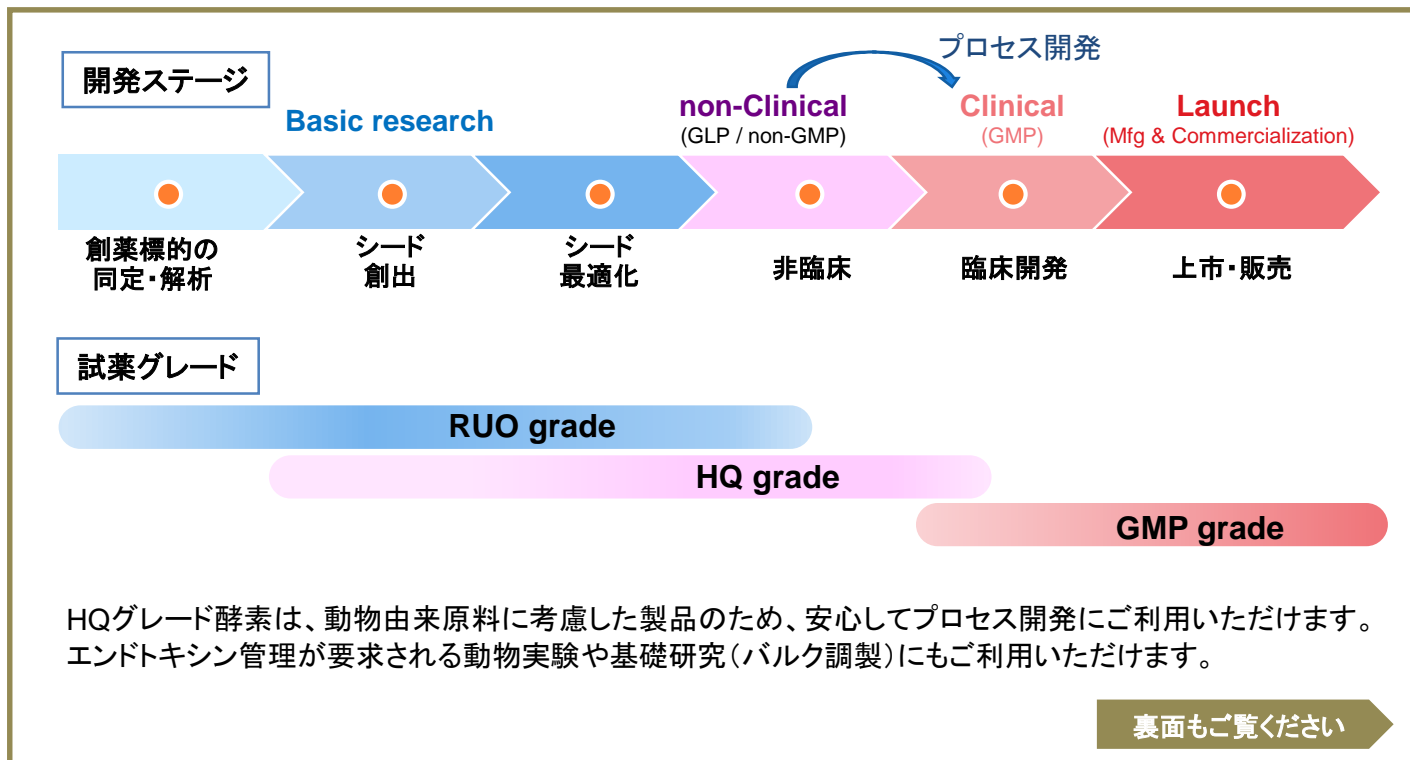 プロセス開発
開発ステージ
Basic research
non-Clinical
(GLP / non-GMP)
Clinical
(GMP)
Launch
(Mfg & Commercialization)
創薬標的の
同定・解析
シード
創出
シード
最適化
非臨床
臨床開発
上市・販売
試薬グレード
RUO grade
HQ grade
GMP grade
HQグレード酵素は、動物由来原料に考慮した製品のため、安心してプロセス開発にご利用いただけます。
エンドトキシン管理が要求される動物実験や基礎研究（バルク調製）にもご利用いただけます。
裏面もご覧ください